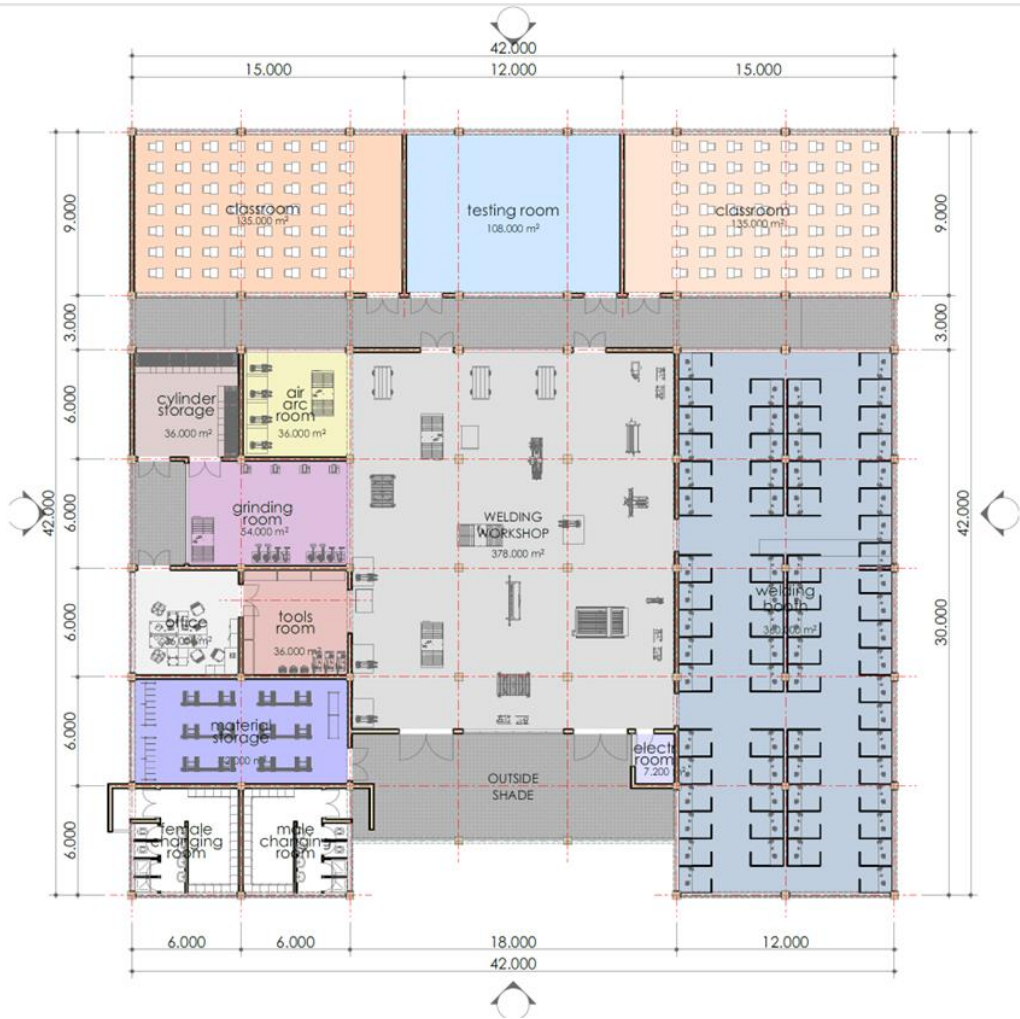 42.000
15.000
12.000
15.000
9.000
9.000
classroom
135.000 m²
testing room
108.000 m²
classroom
135.000 m²
3.000
3.000
6.000
cylinder
storage
36.000 m²
air
arc
room
36.000 m²
42.000
6.000
grinding
room
54.000 m²
WELDING
WORKSHOP
378.000 m²
42.000
30.000
6.000
office
tools
room
36.000 m²
welding
booth
6.000
material
storage
electr
room
7.200 m²
OUTSIDE
SHADE
6.000
female
changing
room
male
changing
room
6.000
6.000
18.000
12.000
42.000